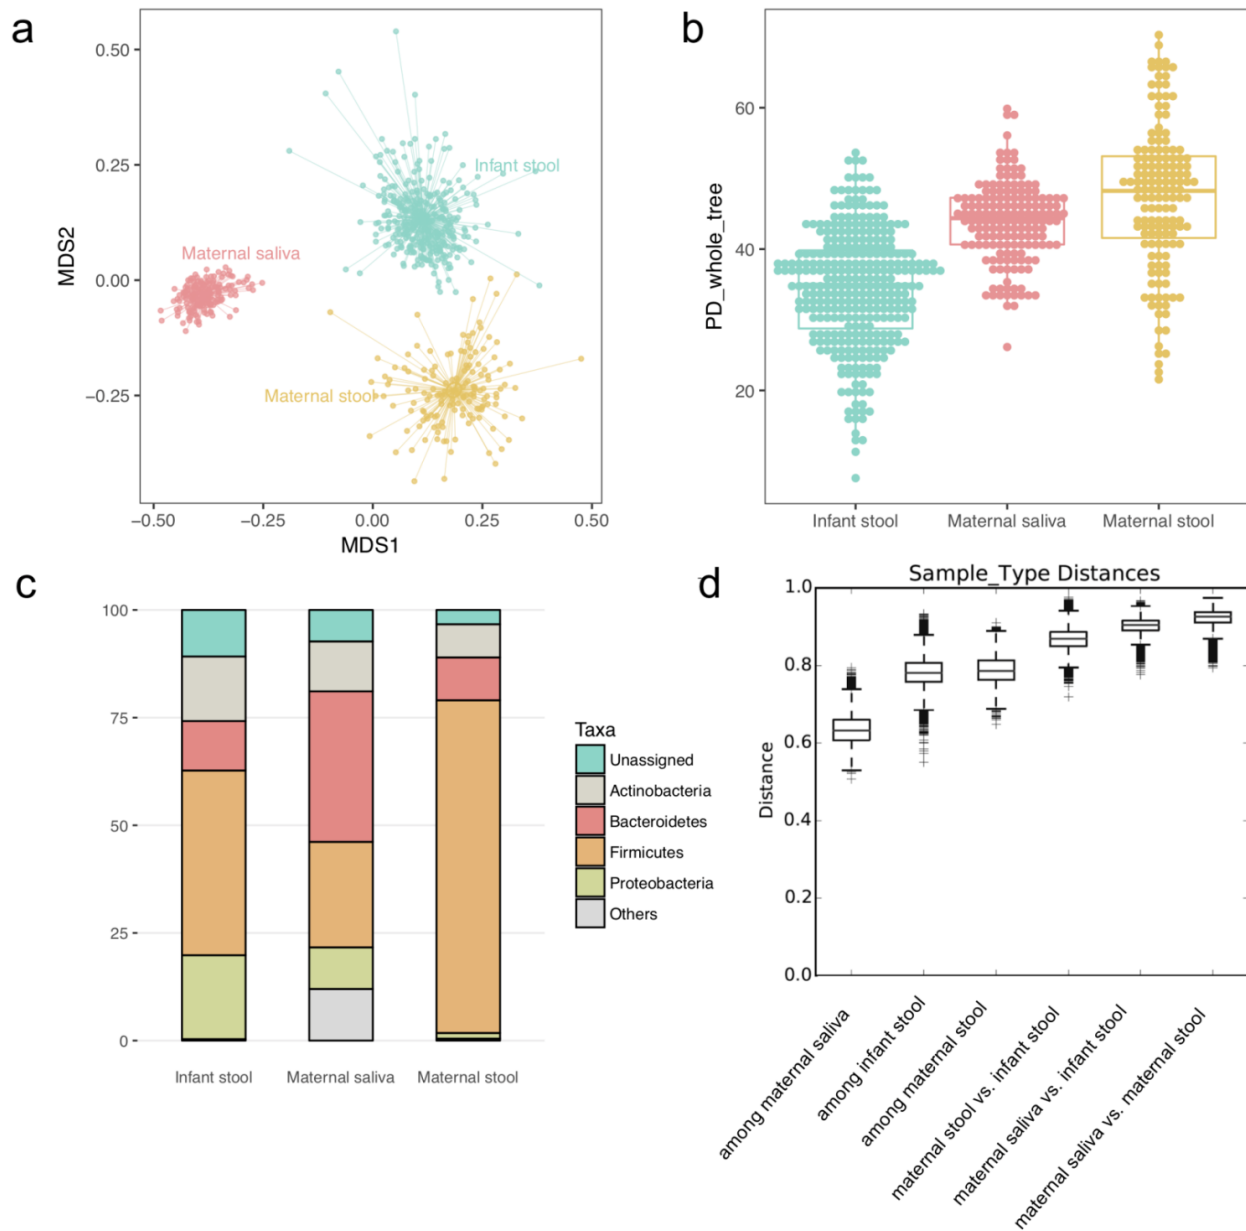 a
0.50
0.25
0.00
−0.25
MDS2
Infant stool
Maternal saliva
Maternal stool
−0.50
−0.25
0.00
0.25
0.50
MDS1
b
60
40
20
PD_whole_tree
Infant stool
Maternal saliva
Maternal stool
c
100
75
50
25
0
Infant stool
Maternal saliva
Maternal stool
Taxa
Unassigned
Actinobacteria
Bacteroidetes
Firmicutes
Proteobacteria
Others
d
Sample_Type Distances
1.0
0.8
0.6
0.4
0.2
0.0
Distance
among maternal saliva
among infant stool
among maternal stool
maternal stool vs. infant stool
maternal saliva vs. infant stool
maternal saliva vs. maternal stool